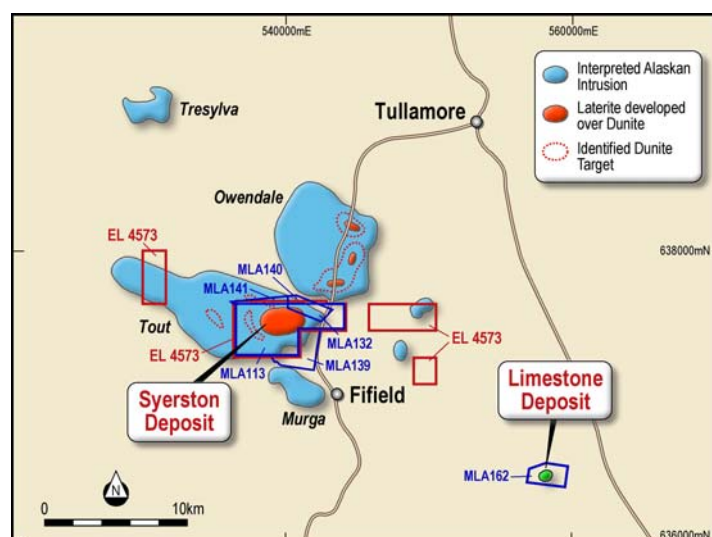 540000mE
560000mE
Interpreted Alaskan
Intrusion
Laterite developed
over Dunite
Identified Dunite
Target
Tresylva
Tullamore
Owendale
EL 4573
638000mN
MLA140
MLA141
Tout
EL 4573
MLA132
EL 4573
MLA113
MLA139
Syerston
Deposit
Murga
Fifield
Limestone
Deposit
MLA162
N
0
10km
636000mN